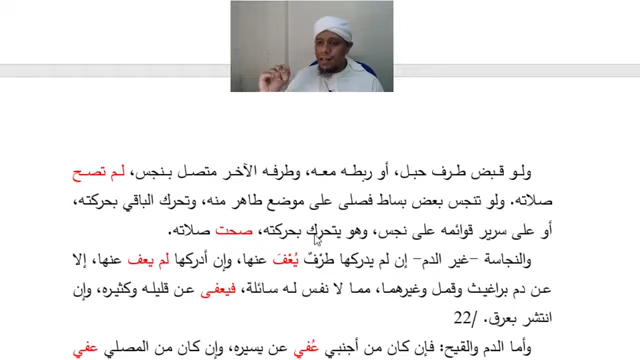 ولو قبض طرف حبل، أو ربطه معه، وطرفه الآخر متصل بنجس، لم تصح
صلاته. ولو تنجس بعض بساط فصلى على موضع طاهر منه، وتحرك الباقي بحركته،
أو على سرير قوائمه على نجس، وهو يتحرك بحركته، صحت صلاته.
والنجاسة -غير الدم- إن لم يدركها طرْفٌ يُعْفَ عنها، وإن أدركها لم يعف عنها، إلا
عن دم براغيث وقمل وغيرهما، مما لا نفس له سائلة، فيعفى عن قليله وكثيره، وإن
انتشر بعرق. /22
وأما الدم والقيح: فإن كان من أجنبي عُفي عن يسيره، وإن كان من المصلي عفي